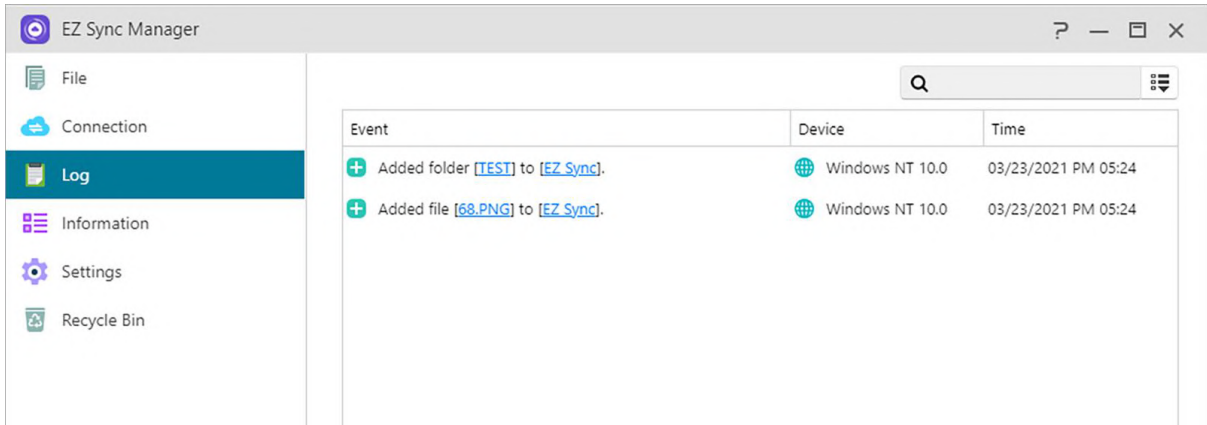 EZ Sync Manager
File
Connection
Log
Information
Settings
Recycle Bin
Event Device Time
Added folder [TEST] to [EZ Sync]. Windows NT 10.0 03/23/2021 PM 05:24
Added file [68.PNG] to [EZ Sync]. Windows NT 10.0 03/23/2021 PM 05:24